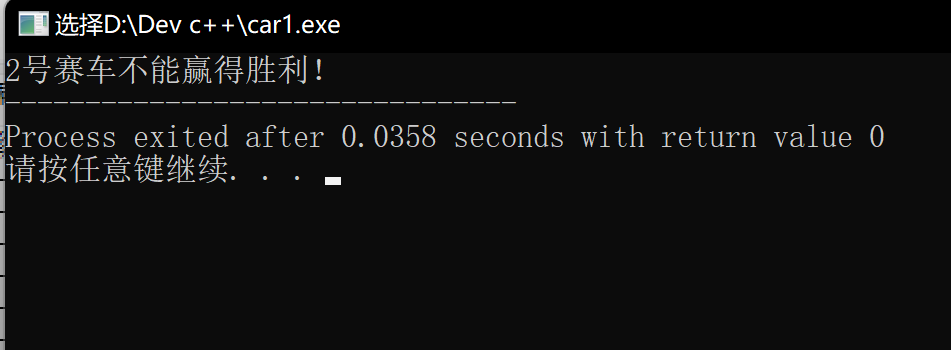 选择D:\Dev c++\car1.exe
2号赛车不能赢得胜利!
--------------------------------
Process exited after 0.0358 seconds with return value 0
请按任意键继续. . .